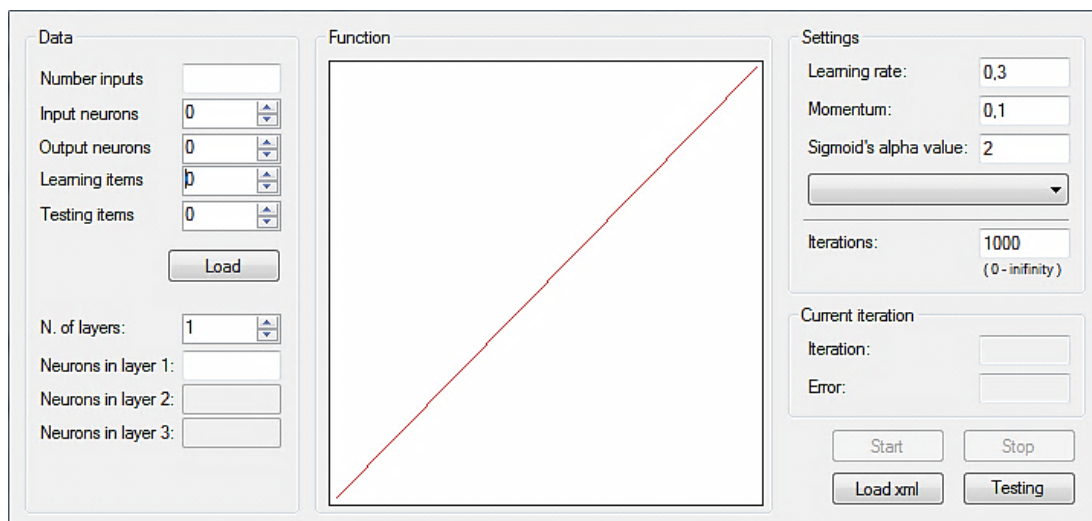 Data
Number inputs
Input neurons 0
Output neurons 0
Learning items 0
Testing items 0
Load
N. of layers: 1
Neurons in layer 1:
Neurons in layer 2:
Neurons in layer 3:
Function
Settings
Learning rate: 0,3
Momentum: 0,1
Sigmoid's alpha value: 2
Iterations: 1000
( 0 - inifinity )
Current iteration
Iteration:
Error:
Start Stop
Load xml Testing